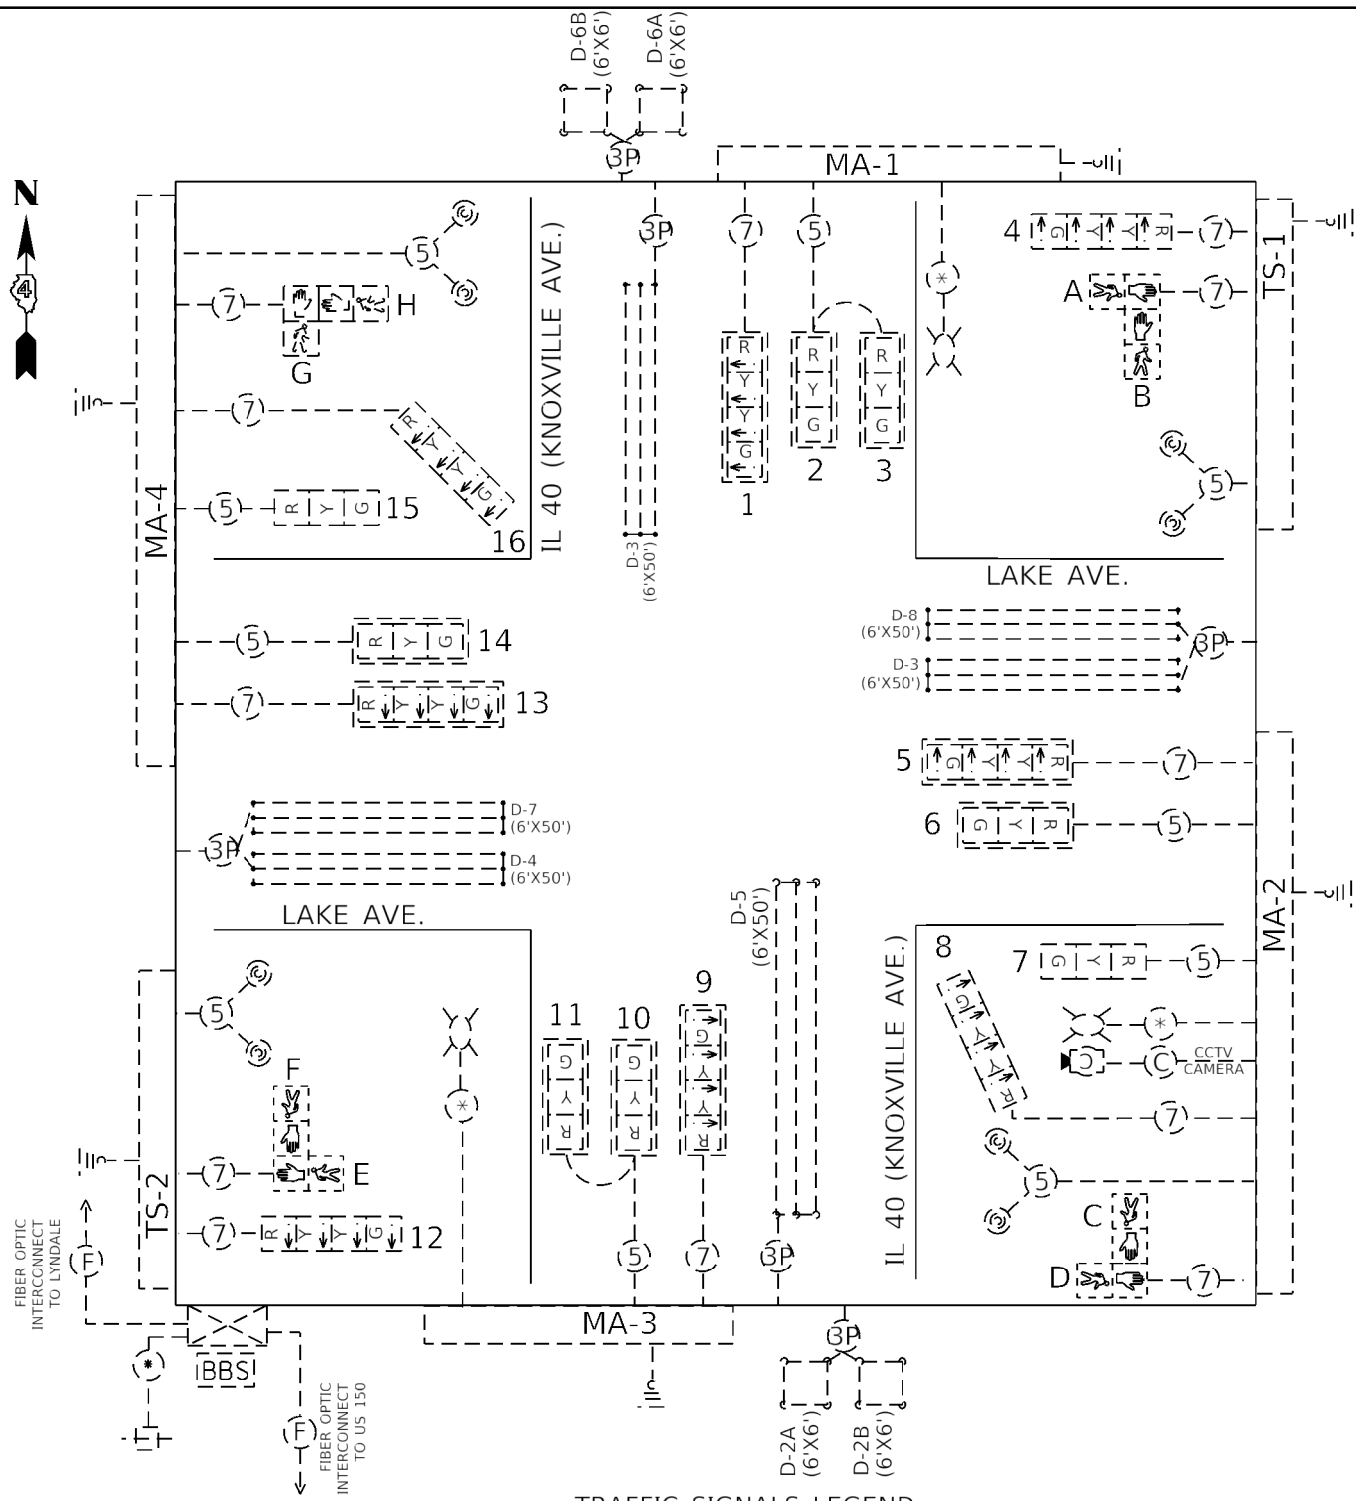 D-6B
(6'X6')
D-6A
(6'X6')
3P
MA-1
N
4
5
7
H
G
7
5
R Y G
15
R Y Y G
16
MA-4
IL 40 (KNOXVILLE AVE.)
3P
D-3
(6'X50')
7
5
R
Y
Y
G
1
R
Y
G
2
R
Y
G
3
*
4
G Y Y R
7
A
7
B
5
TS-1
LAKE AVE.
D-8
(6'X50')
D-3
(6'X50')
3P
5
R Y G
14
7
R Y Y G
13
5
G Y Y R
7
6
G Y R
5
3P
D-7
(6'X50')
D-4
(6'X50')
LAKE AVE.
D-5
(6'X50')
MA-2
IL 40 (KNOXVILLE AVE.)
8
G Y Y R
7
7
G Y R
5
*
C
C
CCTV
CAMERA
5
C
D
7
TS-2
5
F
7
E
7
R Y Y G
12
*
11
G
Y
R
10
G
Y
R
9
G
Y
Y
R
5
7
3P
FIBER OPTIC
INTERCONNECT
TO LYNDALE
F
MA-3
3P
BBS
*
F
FIBER OPTIC
INTERCONNECT
TO US 150
D-2A
(6'X6')
D-2B
(6'X6')
TRAFFIC SIGNALS LEGEND